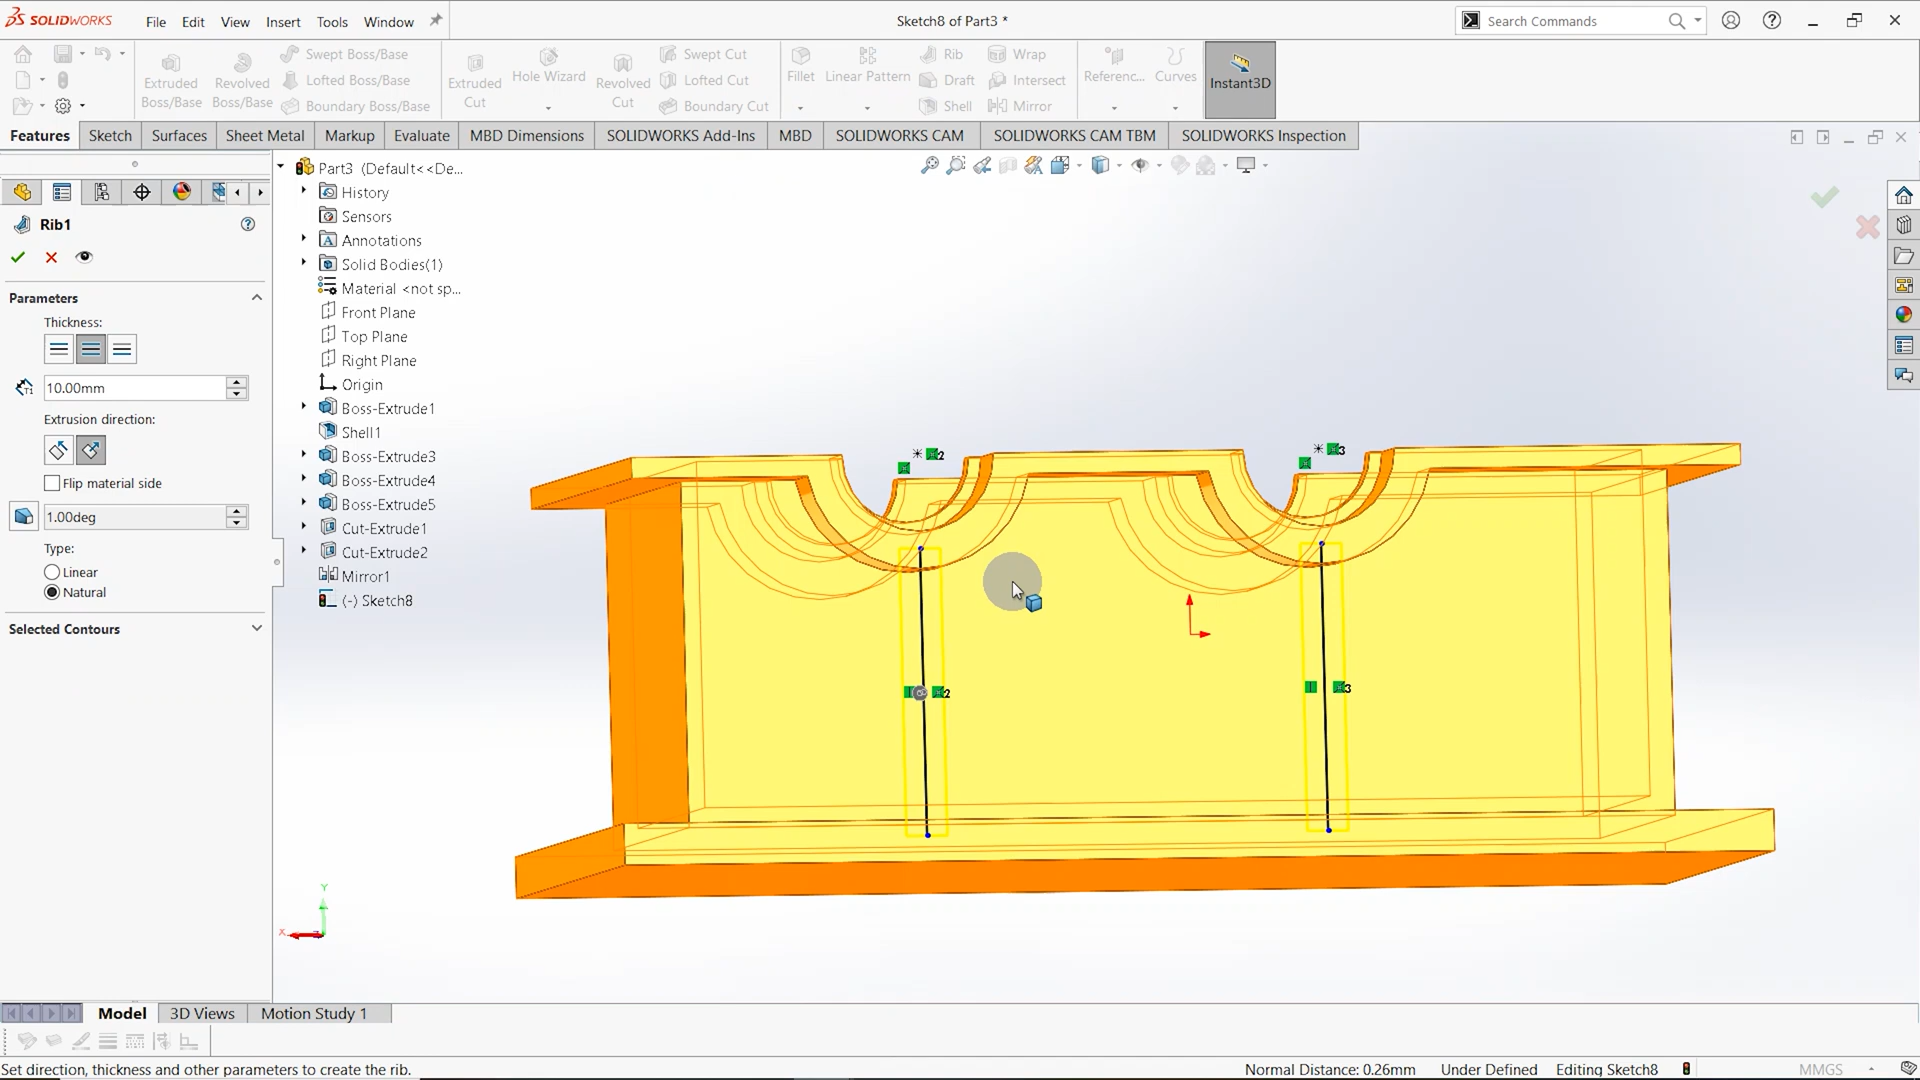 SOLIDWORKS File Edit View Insert Tools Window Sketch8 of Part3 * Search Commands
Extruded Boss/Base
Revolved Boss/Base
Swept Boss/Base
Lofted Boss/Base
Boundary Boss/Base
Extruded Cut
Hole Wizard
Revolved Cut
Swept Cut
Lofted Cut
Boundary Cut
Fillet
Linear Pattern
Rib
Draft
Shell
Wrap
Intersect
Mirror
Referenc...
Curves
Instant3D
Features Sketch Surfaces Sheet Metal Markup Evaluate MBD Dimensions SOLIDWORKS Add-Ins MBD SOLIDWORKS CAM SOLIDWORKS CAM TBM SOLIDWORKS Inspection
Rib1
Parameters
Thickness:
10.00mm
Extrusion direction:
Flip material side
1.00deg
Type:
Linear
Natural
Selected Contours
Part3 (Default<<De...
History
Sensors
Annotations
Solid Bodies(1)
Material <not sp...
Front Plane
Top Plane
Right Plane
Origin
Boss-Extrude1
Shell1
Boss-Extrude3
Boss-Extrude4
Boss-Extrude5
Cut-Extrude1
Cut-Extrude2
Mirror1
(-) Sketch8
2
3
2
3
Y
X
Model 3D Views Motion Study 1
Set direction, thickness and other parameters to create the rib. Normal Distance: 0.26mm Under Defined Editing Sketch8 MMGS